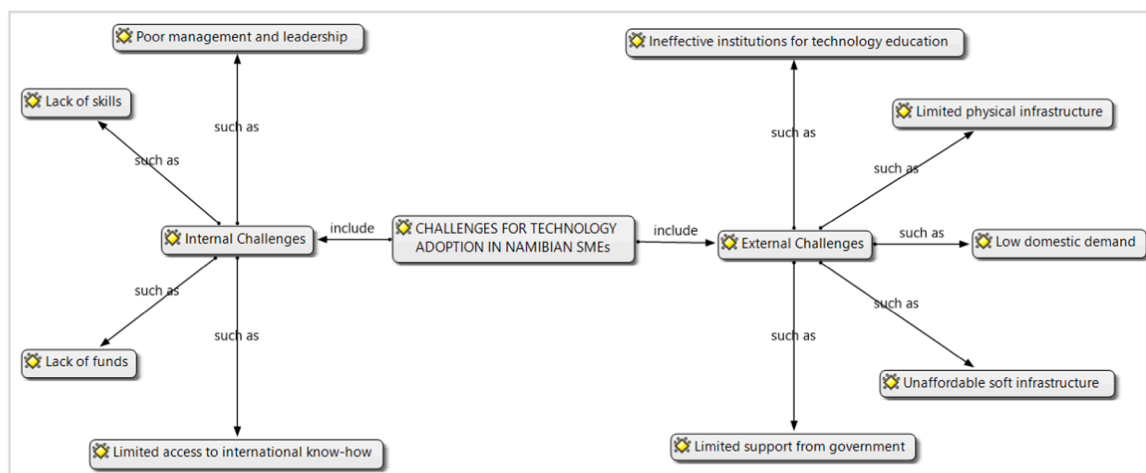 Poor management and leadership
Ineffective institutions for technology education
Lack of skills
Limited physical infrastructure
such as
such as
such as
such as
include
CHALLENGES FOR TECHNOLOGY
ADOPTION IN NAMIBIAN SMEs
include
Internal Challenges
External Challenges
such as
Low domestic demand
such as
such as
such as
such as
such as
Lack of funds
Unaffordable soft infrastructure
Limited access to international know-how
Limited support from government